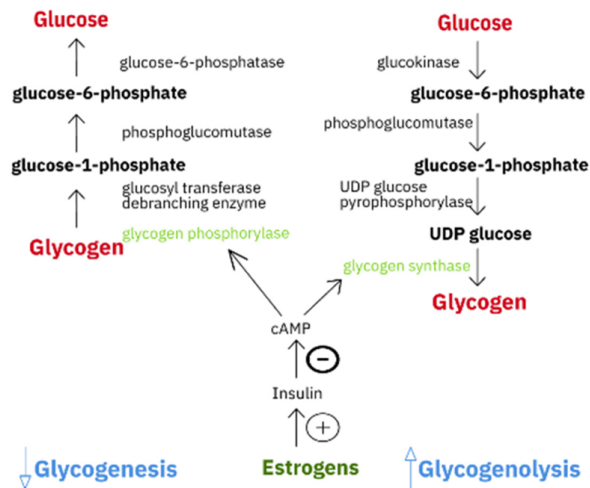 Glucose
glucose-6-phosphatase
glucose-6-phosphate
phosphoglucomutase
glucose-1-phosphate
glucosyl transferase
debranching enzyme
glycogen phosphorylase
Glycogen
Glucose
glucokinase
glucose-6-phosphate
phosphoglucomutase
glucose-1-phosphate
UDP glucose
pyrophosphorylase
UDP glucose
glycogen synthase
Glycogen
cAMP
−
Insulin
+
Glycogenesis
Estrogens
Glycogenolysis